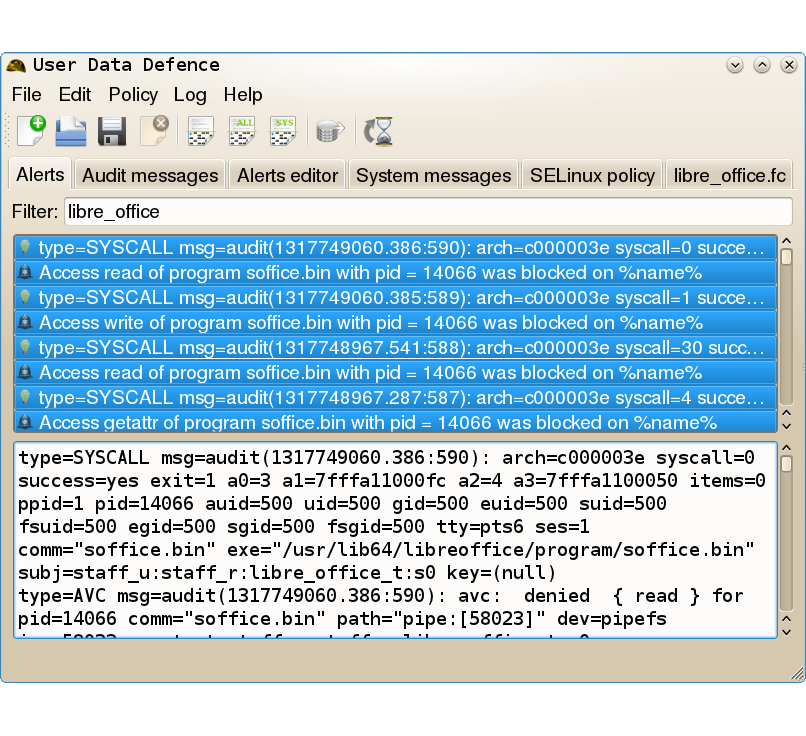 User Data Defence
File Edit Policy Log Help
ALL SYS
Alerts Audit messages Alerts editor System messages SELinux policy libre_office.fc
Filter: libre_office
type=SYSCALL msg=audit(1317749060.386:590): arch=c000003e syscall=0 succe...
Access read of program soffice.bin with pid = 14066 was blocked on %name%
type=SYSCALL msg=audit(1317749060.385:589): arch=c000003e syscall=1 succe...
Access write of program soffice.bin with pid = 14066 was blocked on %name%
type=SYSCALL msg=audit(1317748967.541:588): arch=c000003e syscall=30 succ...
Access read of program soffice.bin with pid = 14066 was blocked on %name%
type=SYSCALL msg=audit(1317748967.287:587): arch=c000003e syscall=4 succe...
Access getattr of program soffice.bin with pid = 14066 was blocked on %name%
type=SYSCALL msg=audit(1317749060.386:590): arch=c000003e syscall=0
success=yes exit=1 a0=3 a1=7fffa11000fc a2=4 a3=7fffa1100050 items=0
ppid=1 pid=14066 auid=500 uid=500 gid=500 euid=500 suid=500
fsuid=500 egid=500 sgid=500 fsgid=500 tty=pts6 ses=1
comm="soffice.bin" exe="/usr/lib64/libreoffice/program/soffice.bin"
subj=staff_u:staff_r:libre_office_t:s0 key=(null)
type=AVC msg=audit(1317749060.386:590): avc:  denied  { read } for
pid=14066 comm="soffice.bin" path="pipe:[58023]" dev=pipefs